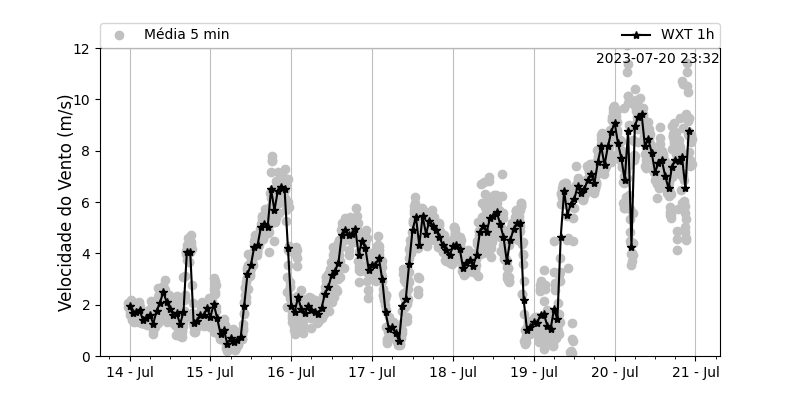 Média 5 min WXT 1h
2023-07-20 23:32
Velocidade do Vento (m/s)
12
10
8
6
4
2
0
14 - Jul 15 - Jul 16 - Jul 17 - Jul 18 - Jul 19 - Jul 20 - Jul 21 - Jul